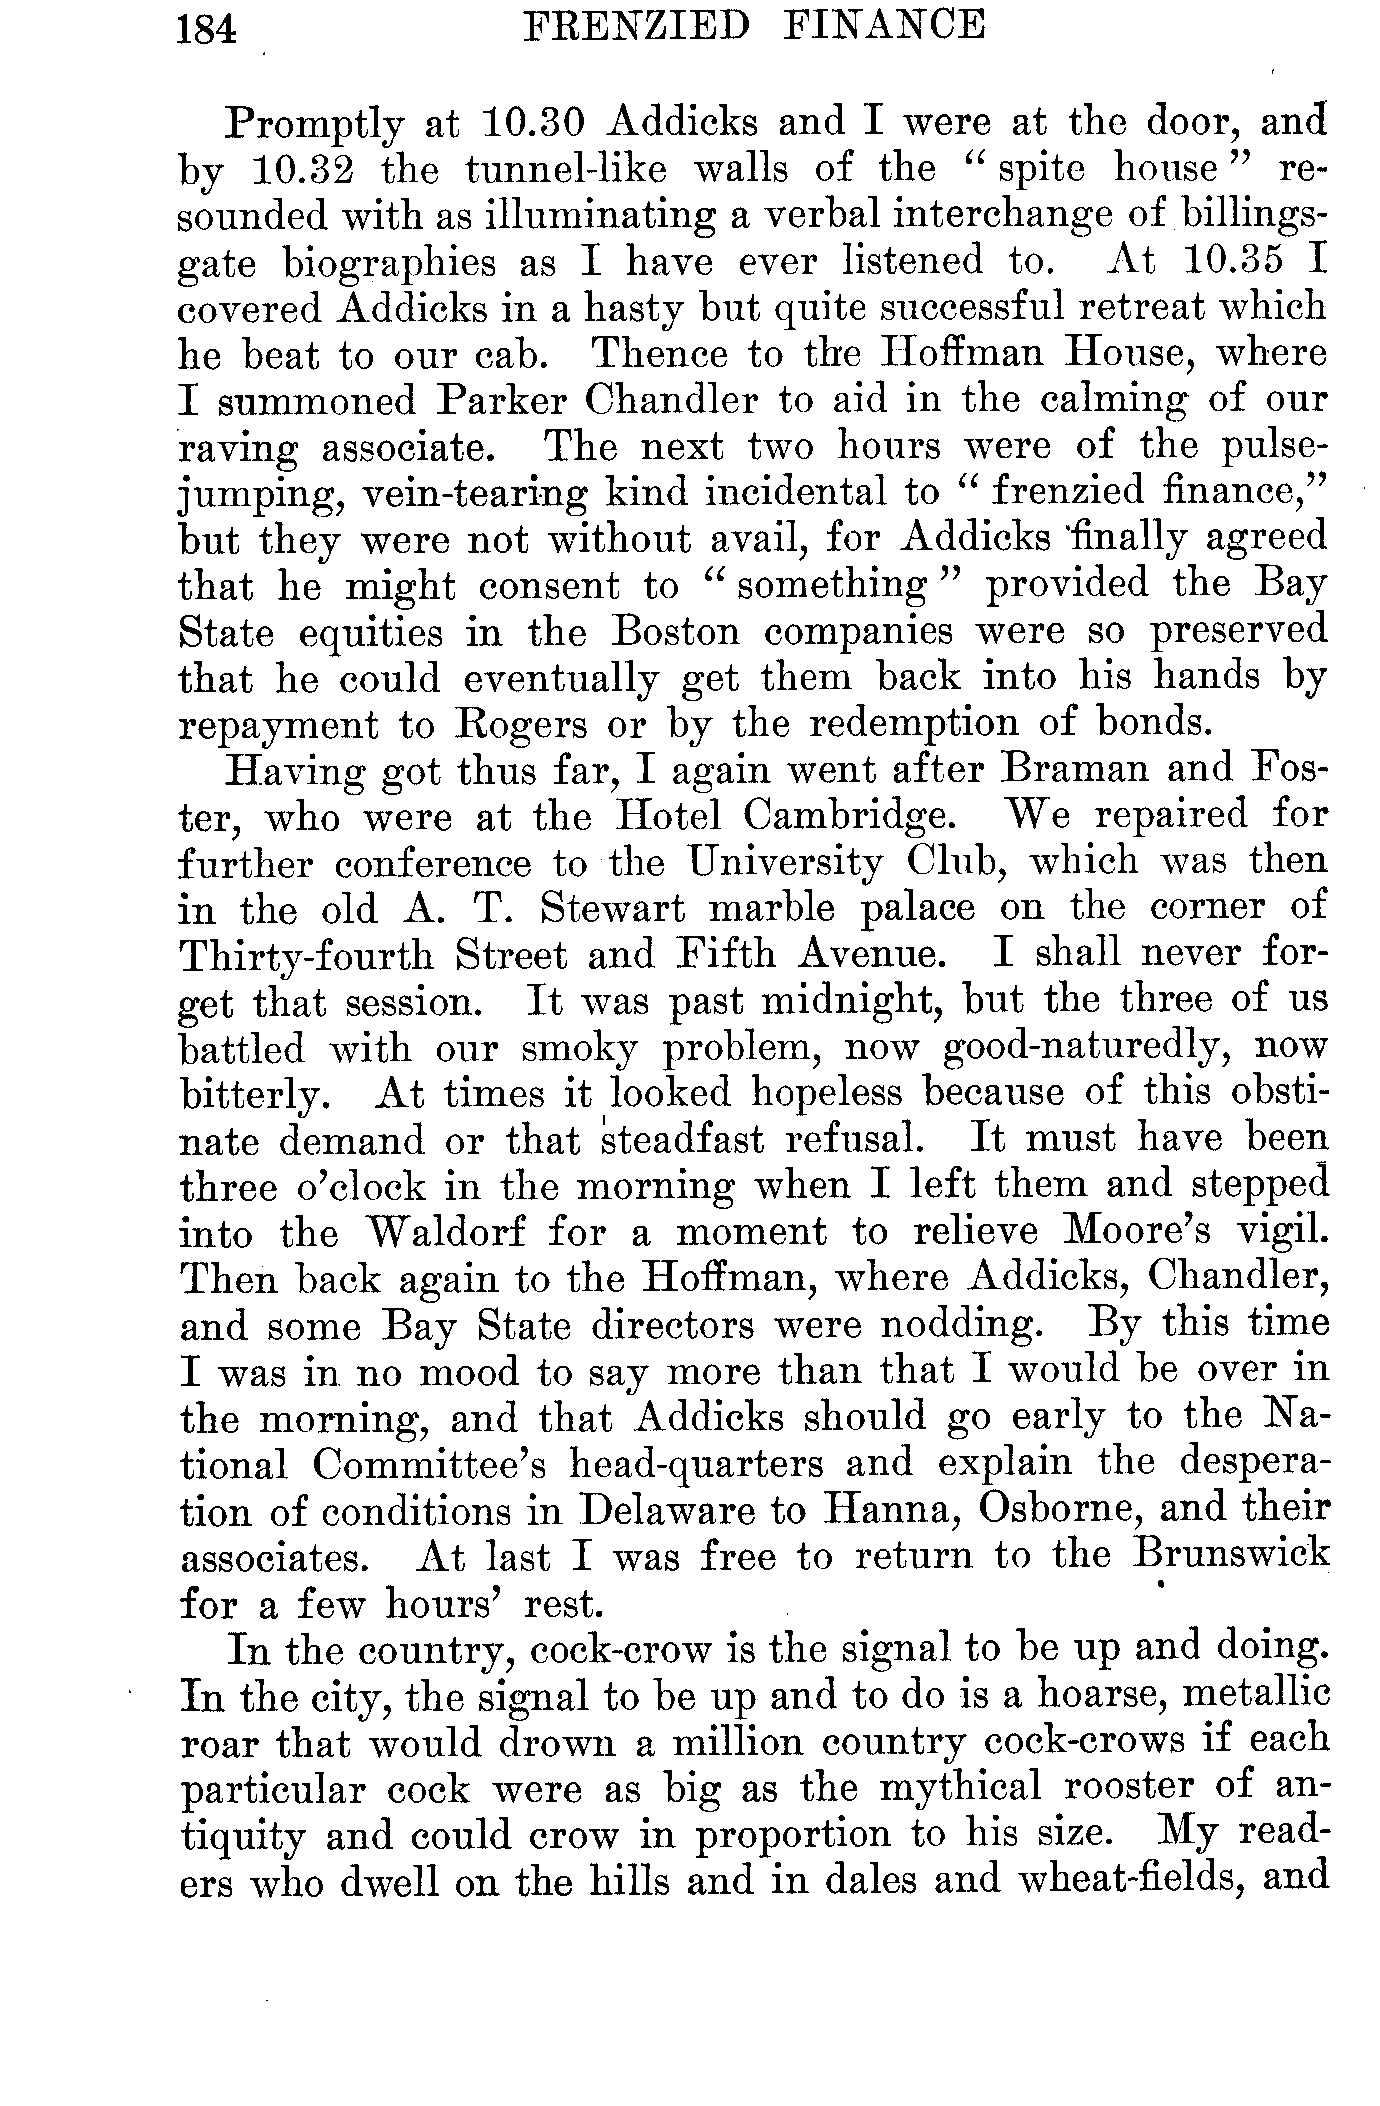 184 FRENZIED FINANCE
Promptly at 10.30 Addicks and I were at the door, and
by 10.32 the tunnel-like walls of the “ spite house ” re-
sounded with as illuminating a verbal interchange of billings-
gate biographies as I have ever listened to. At 10.35 I
covered Addicks in a hasty but quite successful retreat which
he beat to our cab. Thence to the Hoffman House, where
I summoned Parker Chandler to aid in the calming of our
raving associate. The next two hours were of the pulse-
jumping, vein-tearing kind incidental to “ frenzied finance,”
but they were not without avail, for Addicks finally agreed
that he might consent to “ something ” provided the Bay
State equities in the Boston companies were so preserved
that he could eventually get them back into his hands by
repayment to Rogers or by the redemption of bonds.
Having got thus far, I again went after Braman and Fos-
ter, who were at the Hotel Cambridge. We repaired for
further conference to the University Club, which was then
in the old A. T. Stewart marble palace on the corner of
Thirty-fourth Street and Fifth Avenue. I shall never for-
get that session. It was past midnight, but the three of us
battled with our smoky problem, now good-naturedly, now
bitterly. At times it looked hopeless because of this obsti-
nate demand or that steadfast refusal. It must have been
three o’clock in the morning when I left them and stepped
into the Waldorf for a moment to relieve Moore’s vigil.
Then back again to the Hoffman, where Addicks, Chandler,
and some Bay State directors were nodding. By this time
I was in no mood to say more than that I would be over in
the morning, and that Addicks should go early to the Na-
tional Committee’s head-quarters and explain the despera-
tion of conditions in Delaware to Hanna, Osborne, and their
associates. At last I was free to return to the Brunswick
for a few hours’ rest.
In the country, cock-crow is the signal to be up and doing.
In the city, the signal to be up and to do is a hoarse, metallic
roar that would drown a million country cock-crows if each
particular cock were as big as the mythical rooster of an-
tiquity and could crow in proportion to his size. My read-
ers who dwell on the hills and in dales and wheat-fields, and